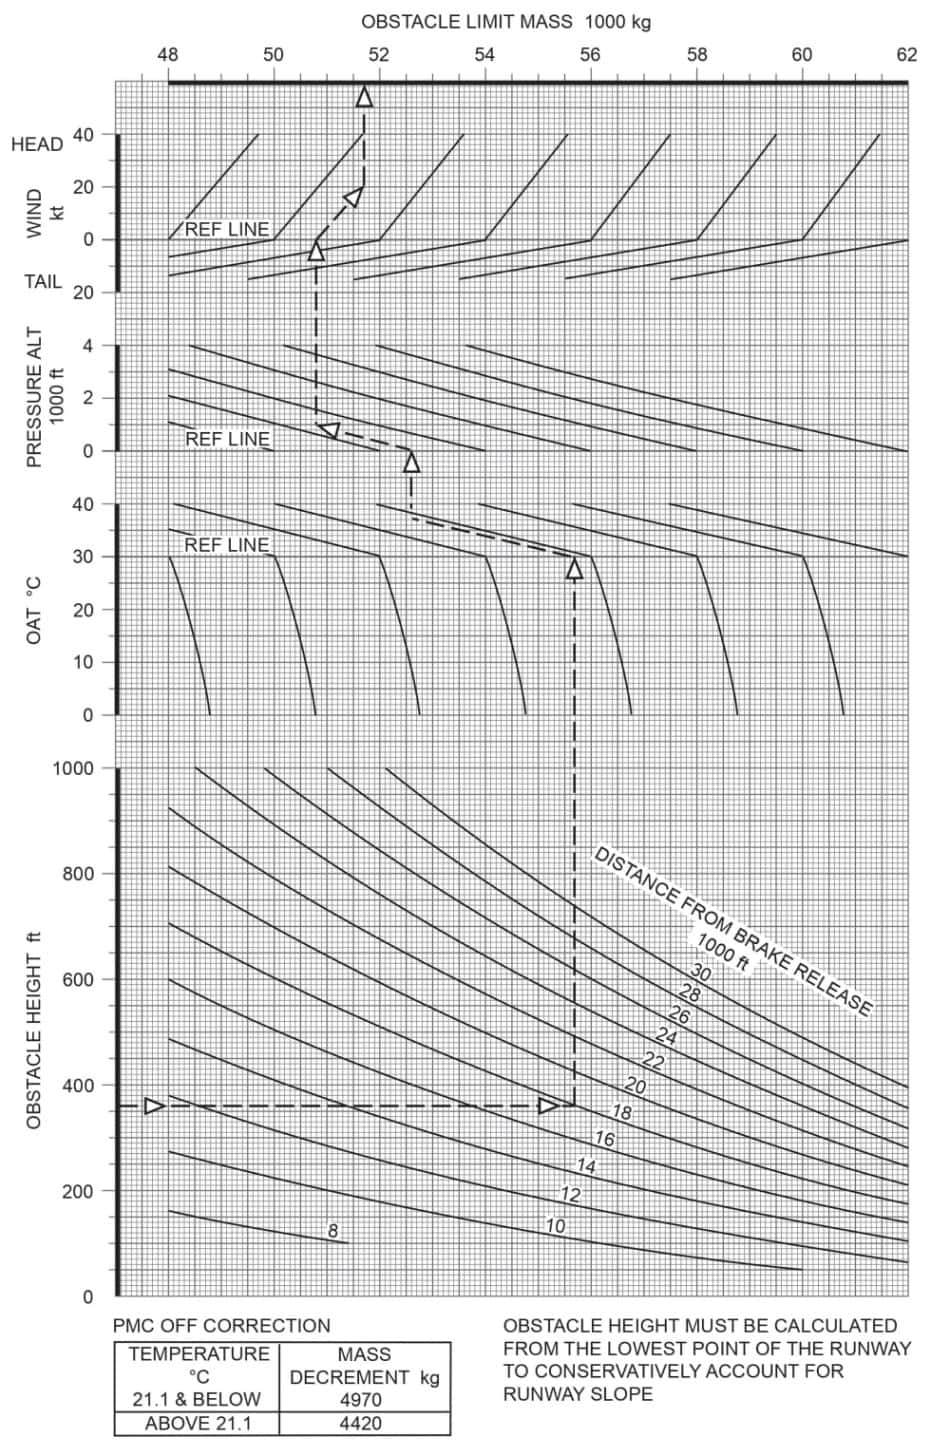 OBSTACLE LIMIT MASS 1000 kg
48 50 52 54 56 58 60 62
HEAD
WIND
kt
TAIL
40
20
0
20
REF LINE
PRESSURE ALT
1000 ft
4
2
0
REF LINE
OAT °C
40
30
20
10
0
REF LINE
OBSTACLE HEIGHT ft
1000
800
600
400
200
0
DISTANCE FROM BRAKE RELEASE
1000 ft
30
28
26
24
22
20
18
16
14
12
10
8
PMC OFF CORRECTION
TEMPERATURE
°C
MASS
DECREMENT kg
21.1 & BELOW 4970
ABOVE 21.1 4420
OBSTACLE HEIGHT MUST BE CALCULATED
FROM THE LOWEST POINT OF THE RUNWAY
TO CONSERVATIVELY ACCOUNT FOR
RUNWAY SLOPE